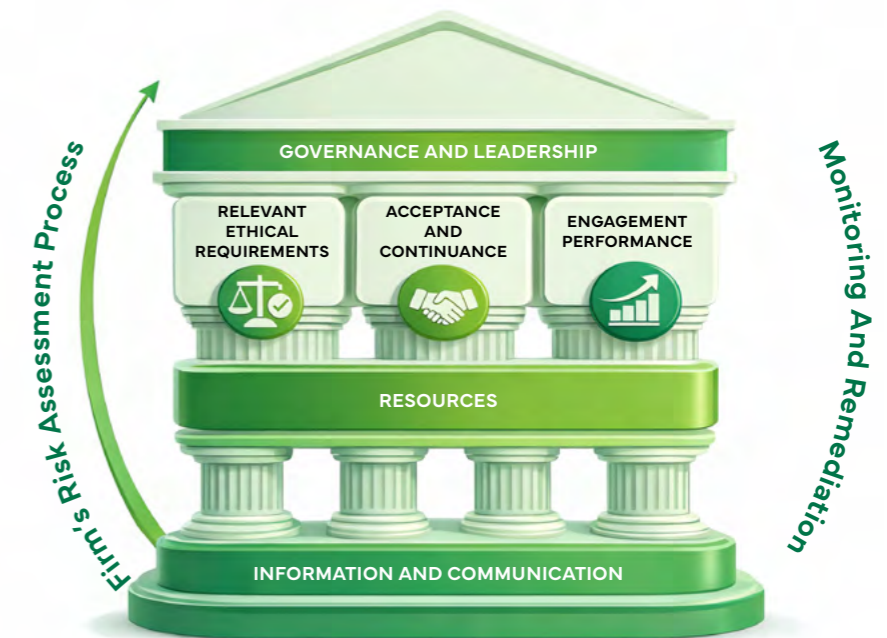 GOVERNANCE AND LEADERSHIP
RELEVANT
ETHICAL
REQUIREMENTS
ACCEPTANCE
AND
CONTINUANCE
ENGAGEMENT
PERFORMANCE
RESOURCES
INFORMATION AND COMMUNICATION
Firm's Risk Assessment Process
Monitoring And Remediation